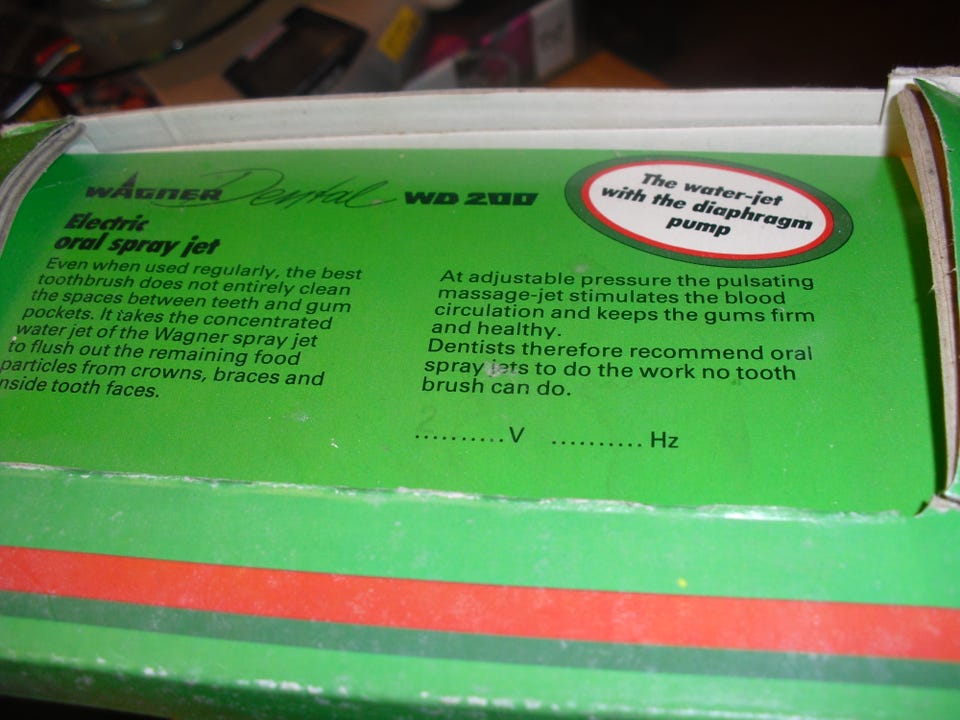 WAGNER Dental WD 200
The water-jet
with the diaphragm
pump
Electric
oral spray jet
Even when used regularly, the best
toothbrush does not entirely clean
the spaces between teeth and gum
pockets. It takes the concentrated
water jet of the Wagner spray jet
to flush out the remaining food
particles from crowns, braces and
inside tooth faces.
At adjustable pressure the pulsating
massage-jet stimulates the blood
circulation and keeps the gums firm
and healthy.
Dentists therefore recommend oral
spray jets to do the work no tooth
brush can do.
..........V ..........Hz